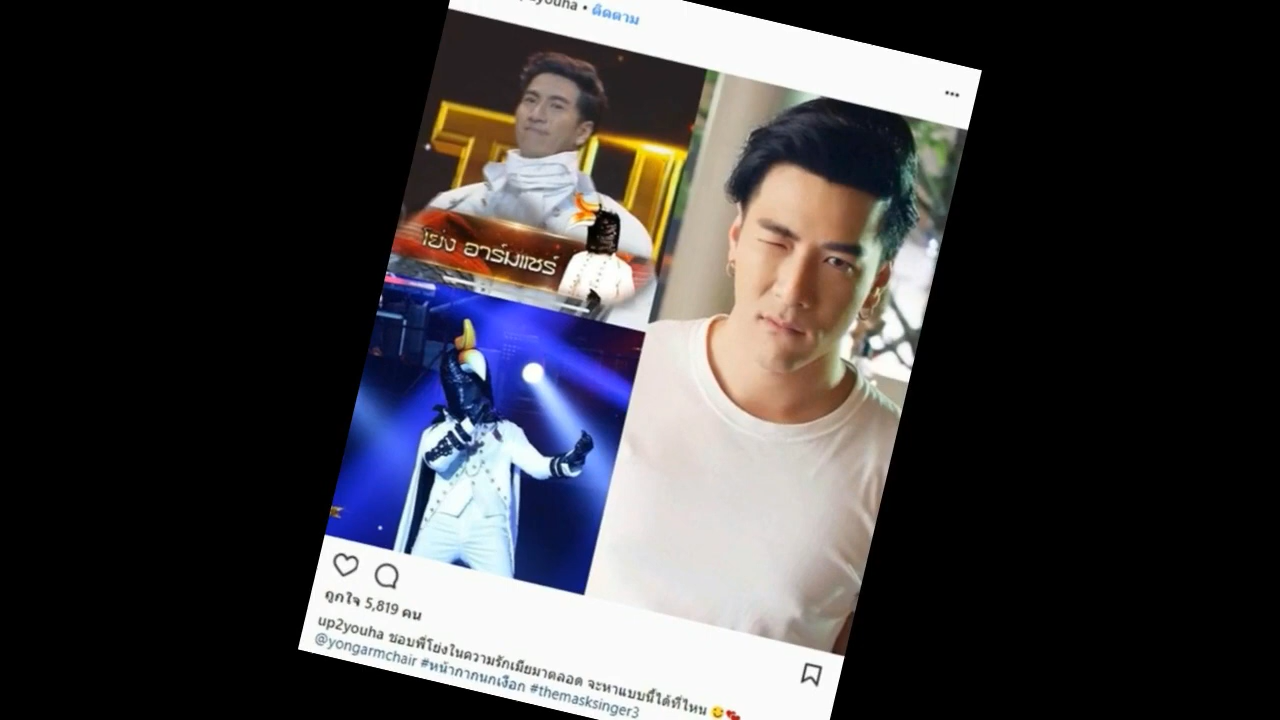 up2youha • ติดตาม
โย่ง อาร์มแชร์
ถูกใจ 5,819 คน
up2youha ชอบพี่โย่งในความรักเมียมาตลอด จะหาแบบนี้ได้ที่ไหน
@yongarmchair #หน้ากากนกเงือก #themasksinger3